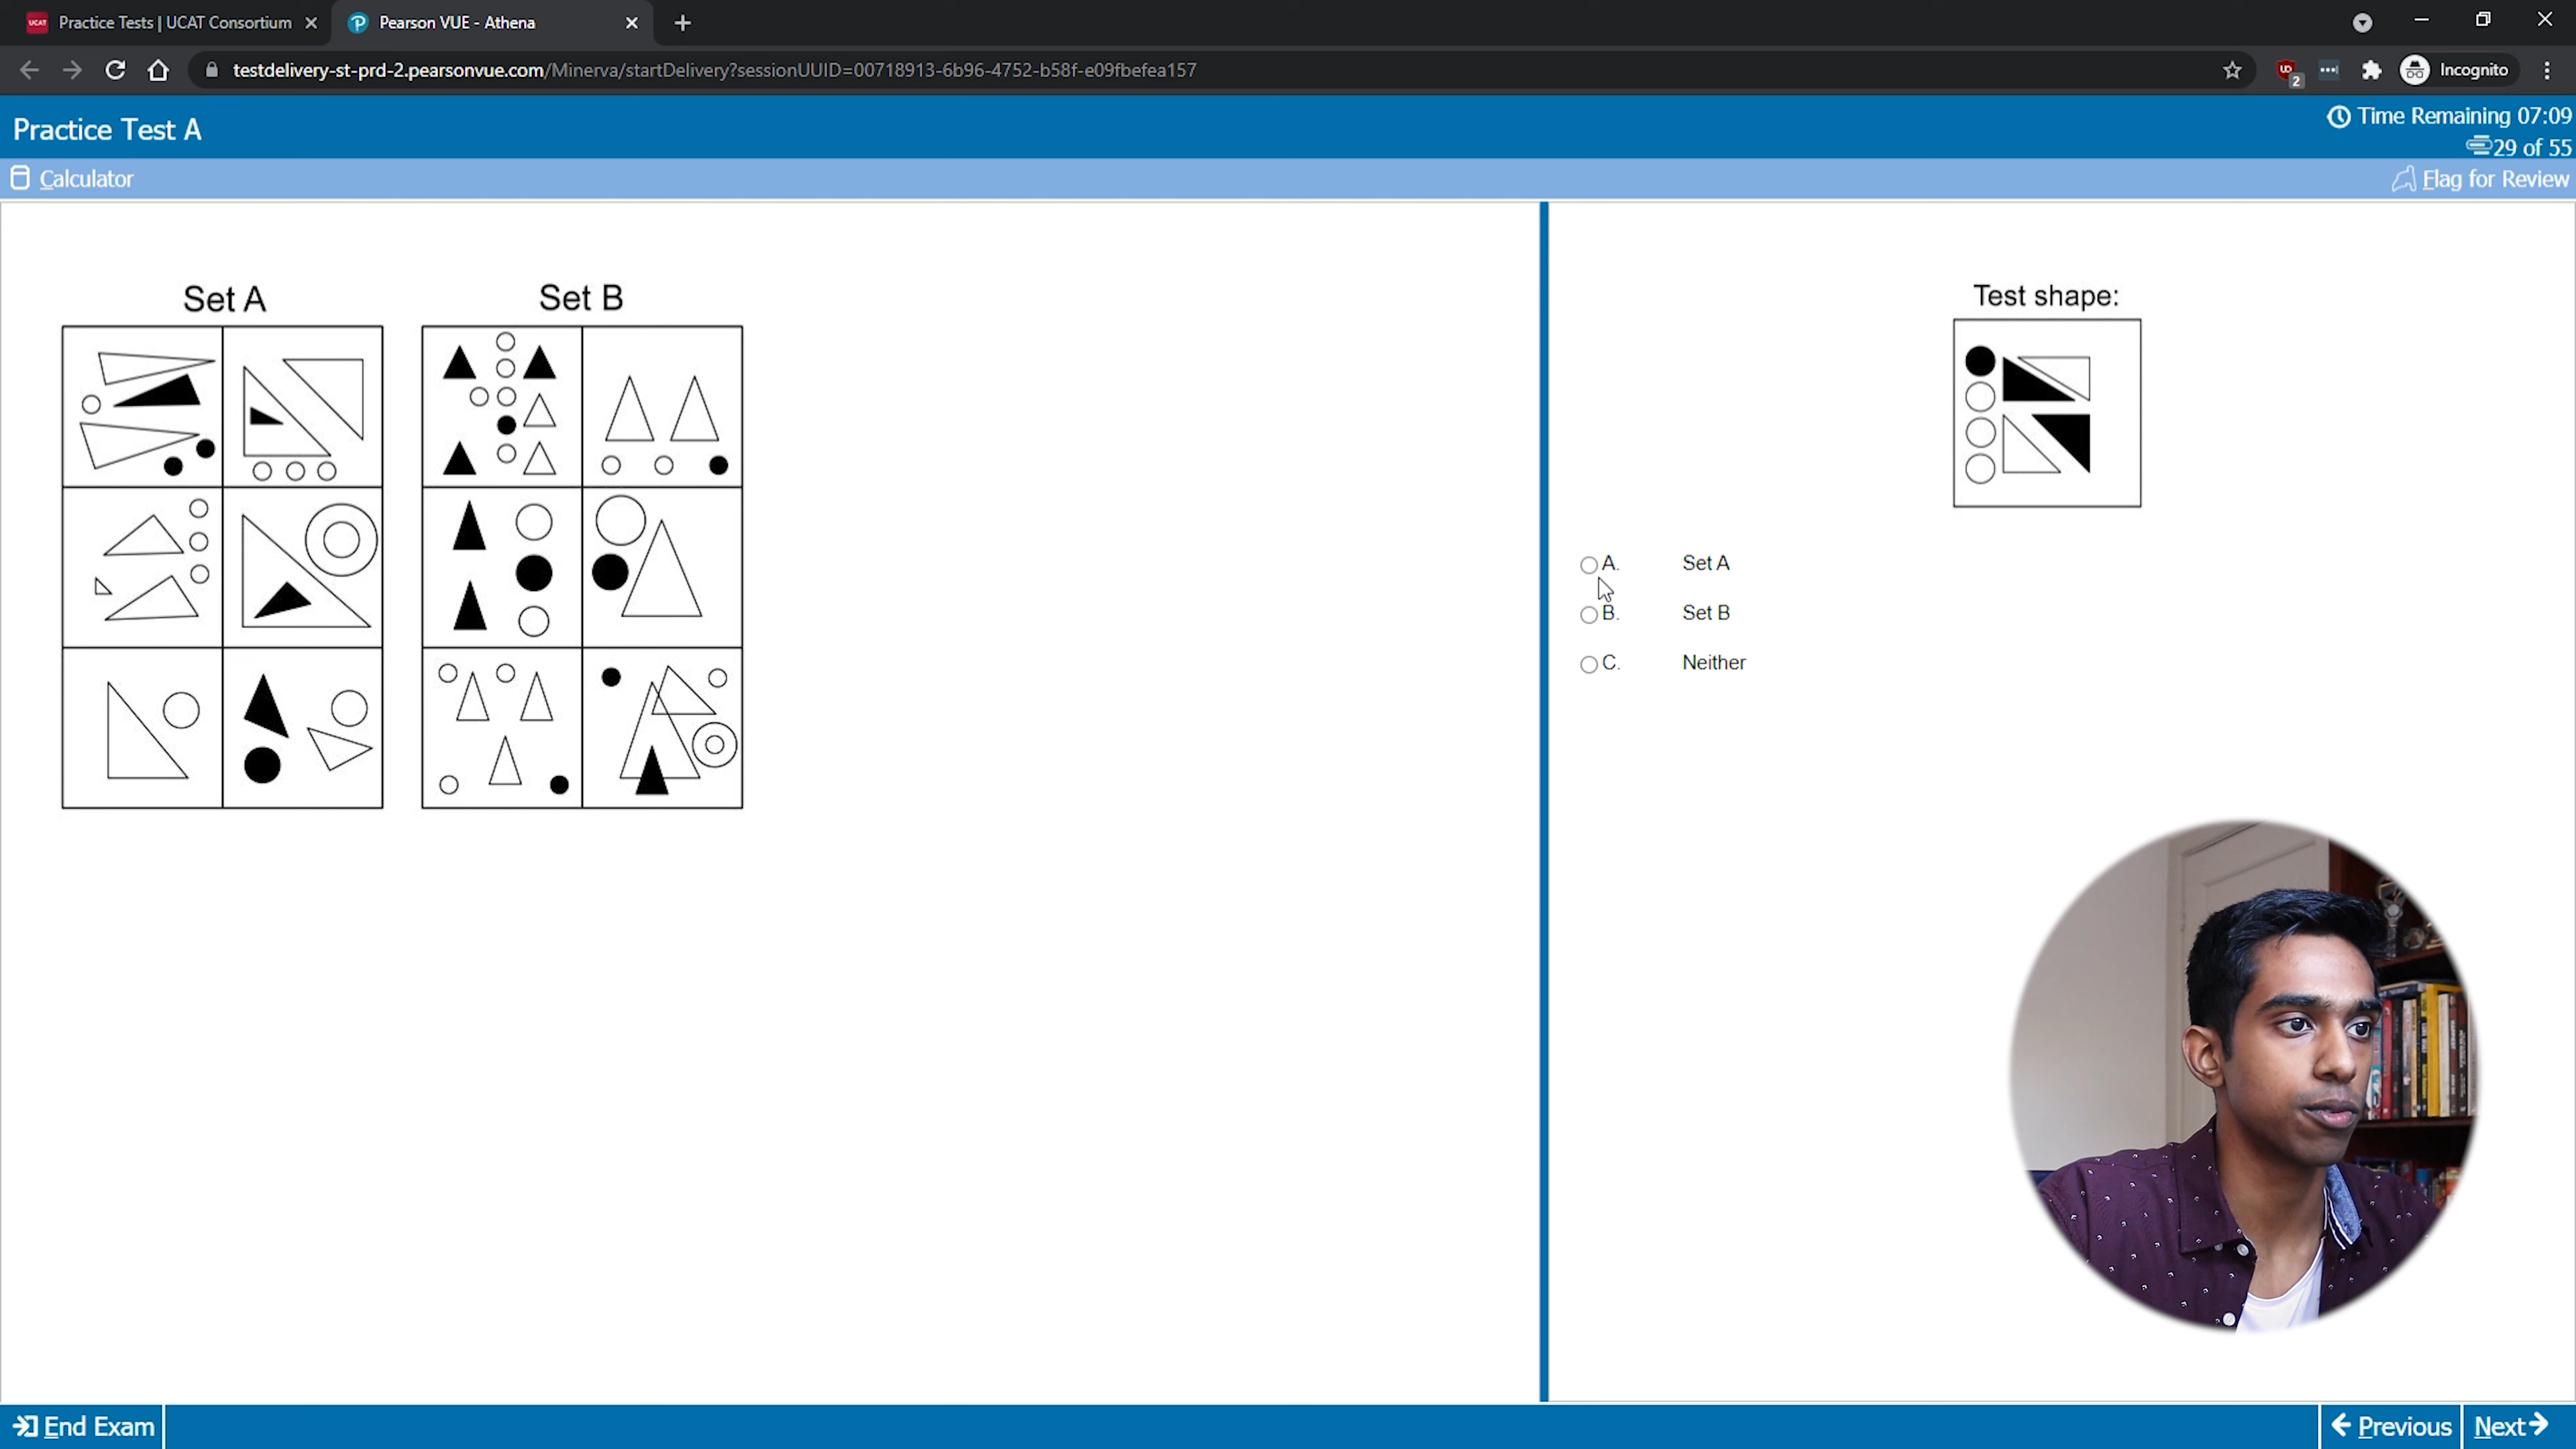 UCAT Practice Tests | UCAT Consortium
Pearson VUE - Athena
testdelivery-st-prd-2.pearsonvue.com/Minerva/startDelivery?sessionUUID=00718913-6b96-4752-b58f-e09fbefea157
2
Incognito
Practice Test A
Time Remaining 07:09
29 of 55
Calculator
Flag for Review
Set A
Set B
Test shape:
A. Set A
B. Set B
C. Neither
End Exam
Previous
Next